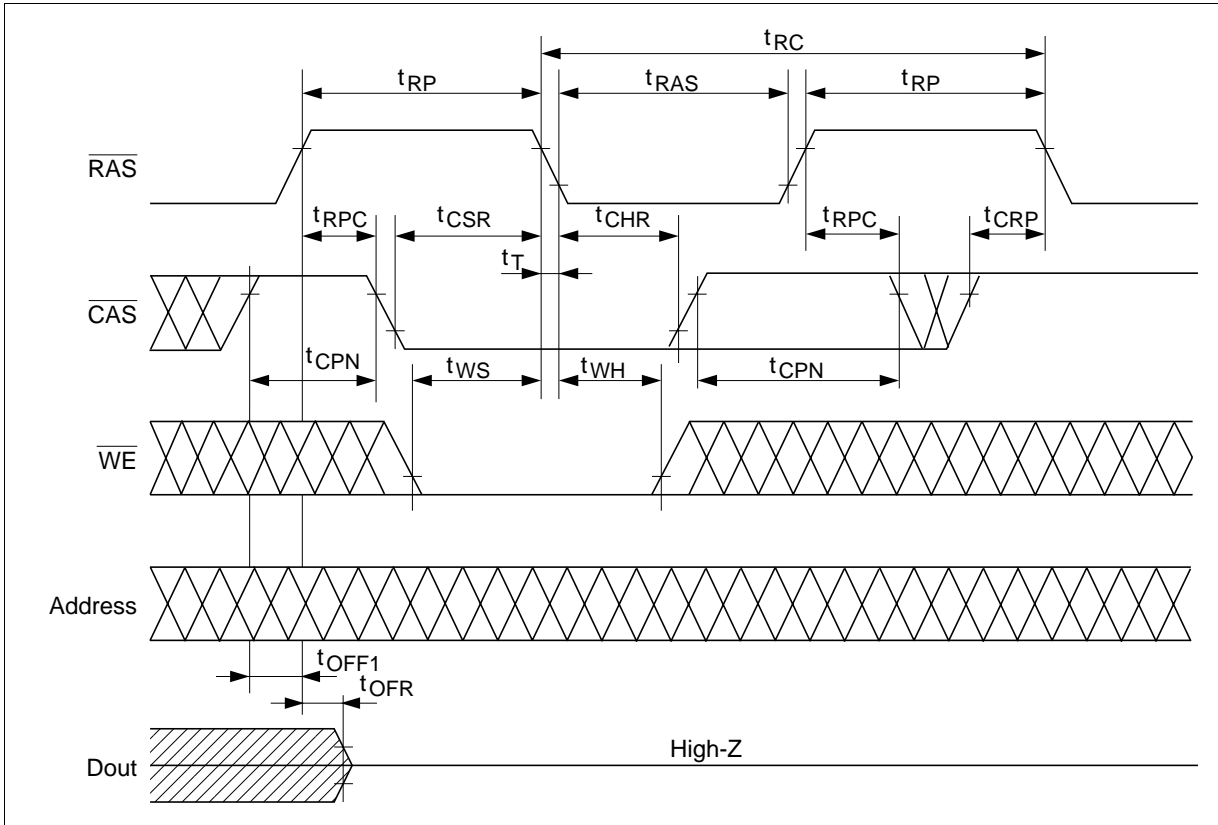 tRC
tRP tRAS tRP
RAS
tRPC tCSR tCHR tRPC tCRP
tT
CAS
tCPN tWS tWH tCPN
WE
Address
tOFF1
tOFR
High-Z
Dout